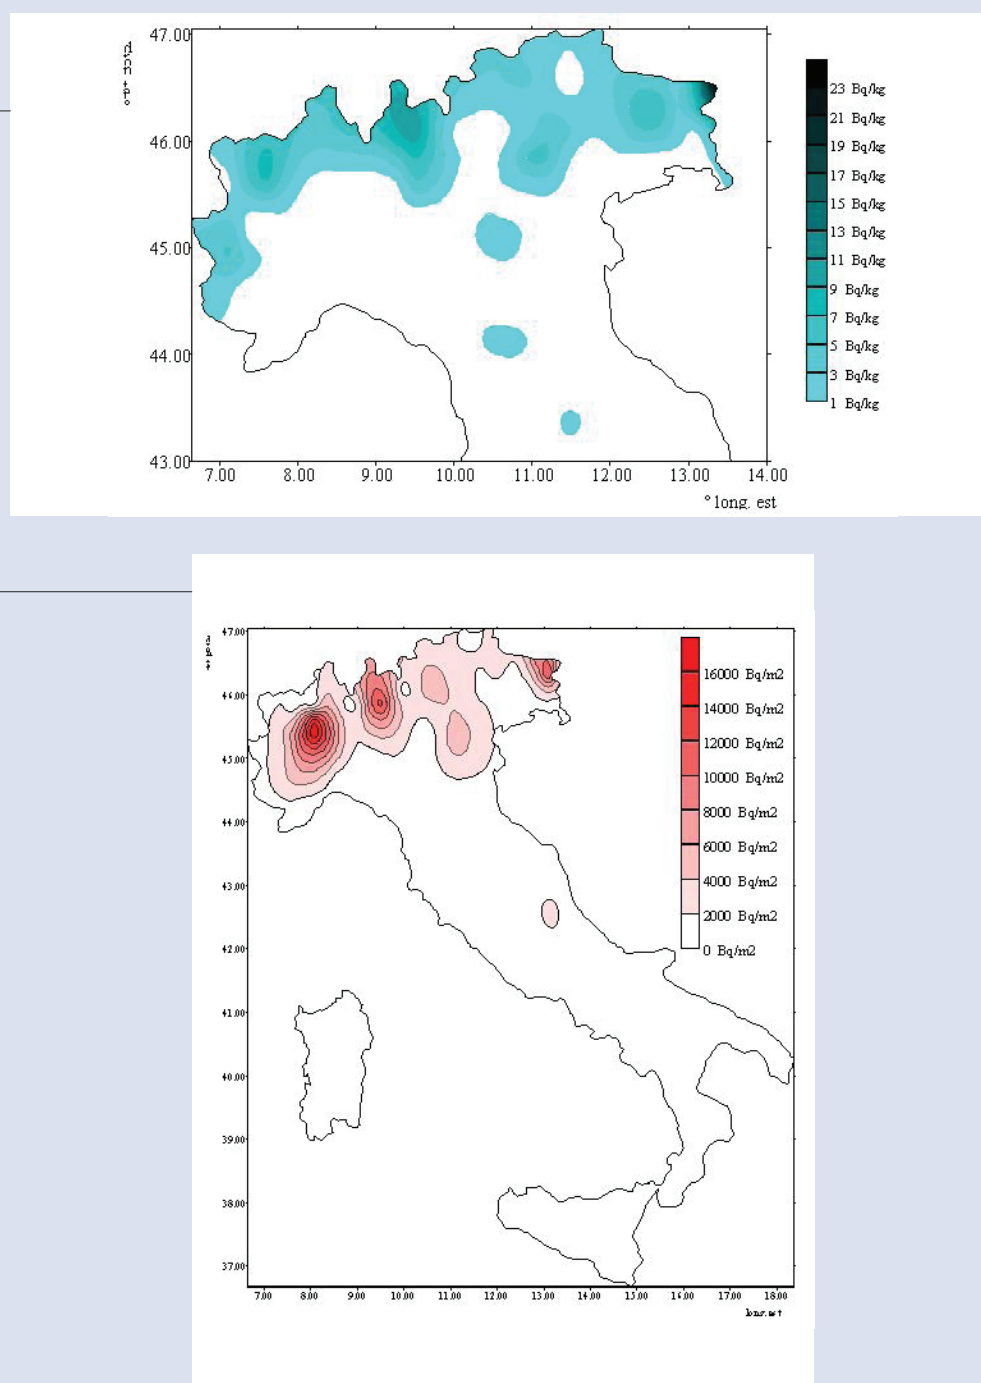 47.00
46.00
45.00
44.00
43.00
7.00 8.00 9.00 10.00 11.00 12.00 13.00 14.00
° long. est
23 Bq/kg
21 Bq/kg
19 Bq/kg
17 Bq/kg
15 Bq/kg
13 Bq/kg
11 Bq/kg
9 Bq/kg
7 Bq/kg
5 Bq/kg
3 Bq/kg
1 Bq/kg
47.00
46.00
45.00
44.00
43.00
42.00
41.00
40.00
39.00
38.00
37.00
7.00 8.00 9.00 10.00 11.00 12.00 13.00 14.00 15.00 16.00 17.00 18.00
long.est
16000 Bq/m2
14000 Bq/m2
12000 Bq/m2
10000 Bq/m2
8000 Bq/m2
6000 Bq/m2
4000 Bq/m2
2000 Bq/m2
0 Bq/m2